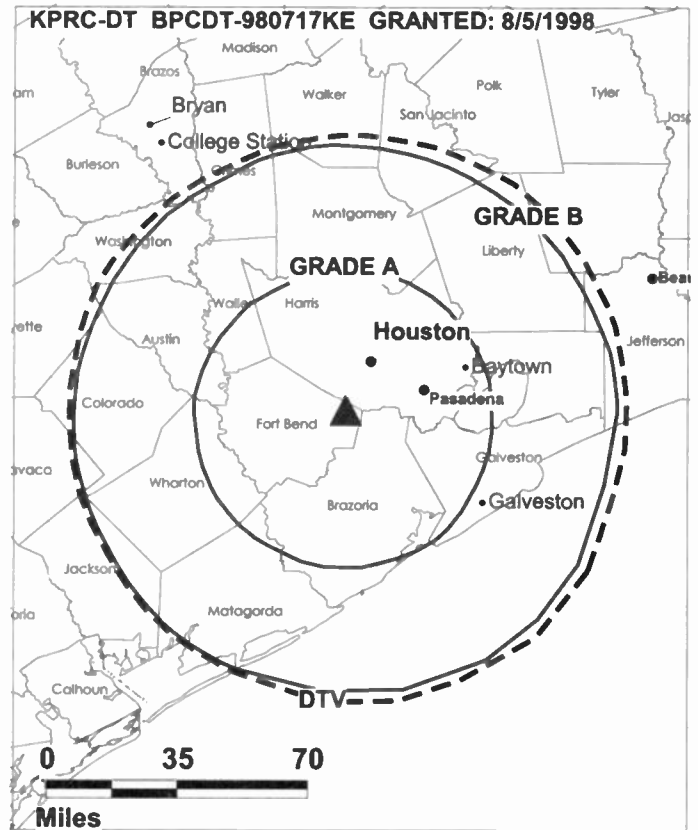 KPRC-DT BPCDT-980717KE GRANTED: 8/5/1998
Madison
Brazos
Polk
Tyler
Walker
San Jacinto
Bryan
College Station
Burleson
Grimes
Montgomery
GRADE B
Washington
Liberty
GRADE A
Waller
Harris
Jefferson
Austin
Houston
Baytown
Pasadena
Colorado
Fort Bend
Galveston
Wharton
Brazoria
Galveston
Jackson
Matagorda
Calhoun
DTV
0 35 70
Miles